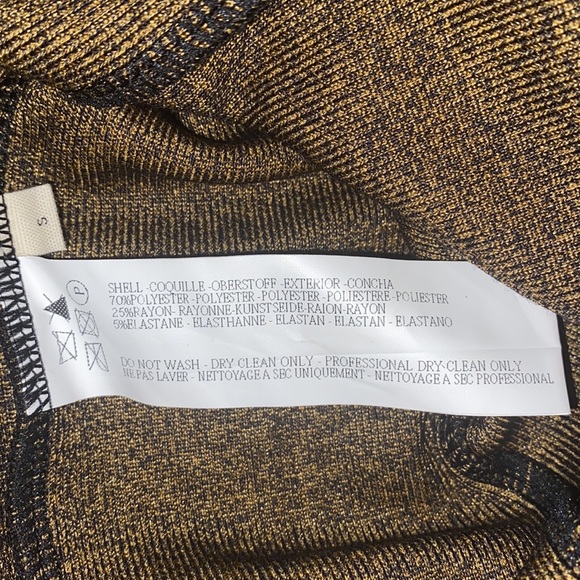 S
P
SHELL -COQUILLE -OBERSTOFF -EXTERIOR -CONCHA
70%POLYESTER -POLYESTER -POLYESTER -POLIESTERE -POLIESTER
25%RAYON- RAYONNE-KUNSTSEIDE-RAION-RAYON
5%ELASTANE - ELASTHANNE - ELASTAN - ELASTAN - ELASTANO
DO NOT WASH - DRY CLEAN ONLY - PROFESSIONAL DRY-CLEAN ONLY
NE PAS LAVER - NETTOYAGE A SEC UNIQUEMENT - NETTOYAGE A SEC PROFESSIONAL